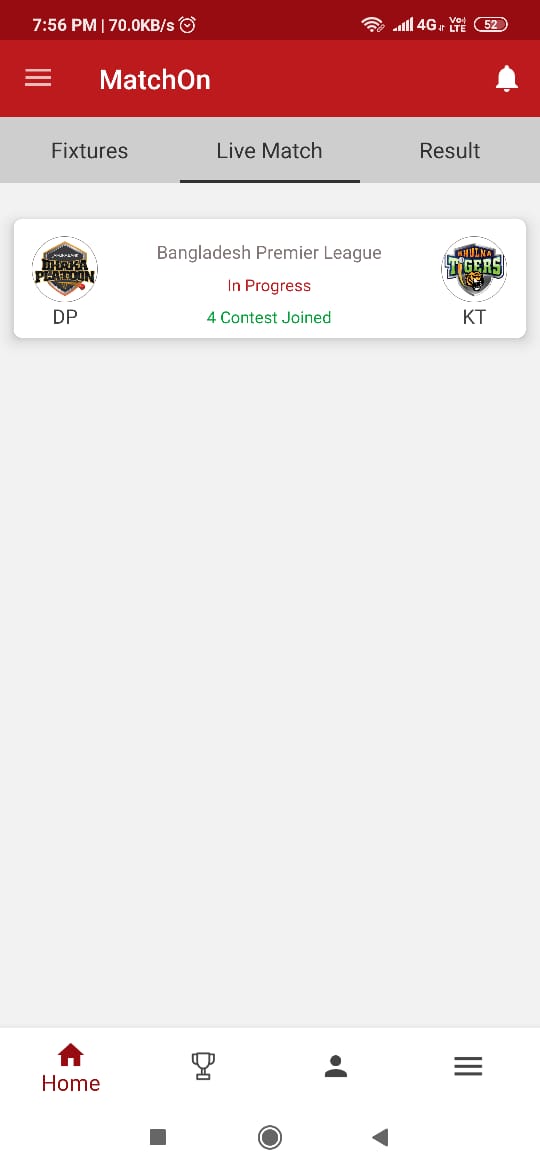 7:56 PM | 70.0KB/s
4G Vo) LTE 52
MatchOn
Fixtures
Live Match
Result
Bangladesh Premier League
In Progress
4 Contest Joined
DHAKA
PLATOON
DP
KHULNA
TIGERS
KT
Home